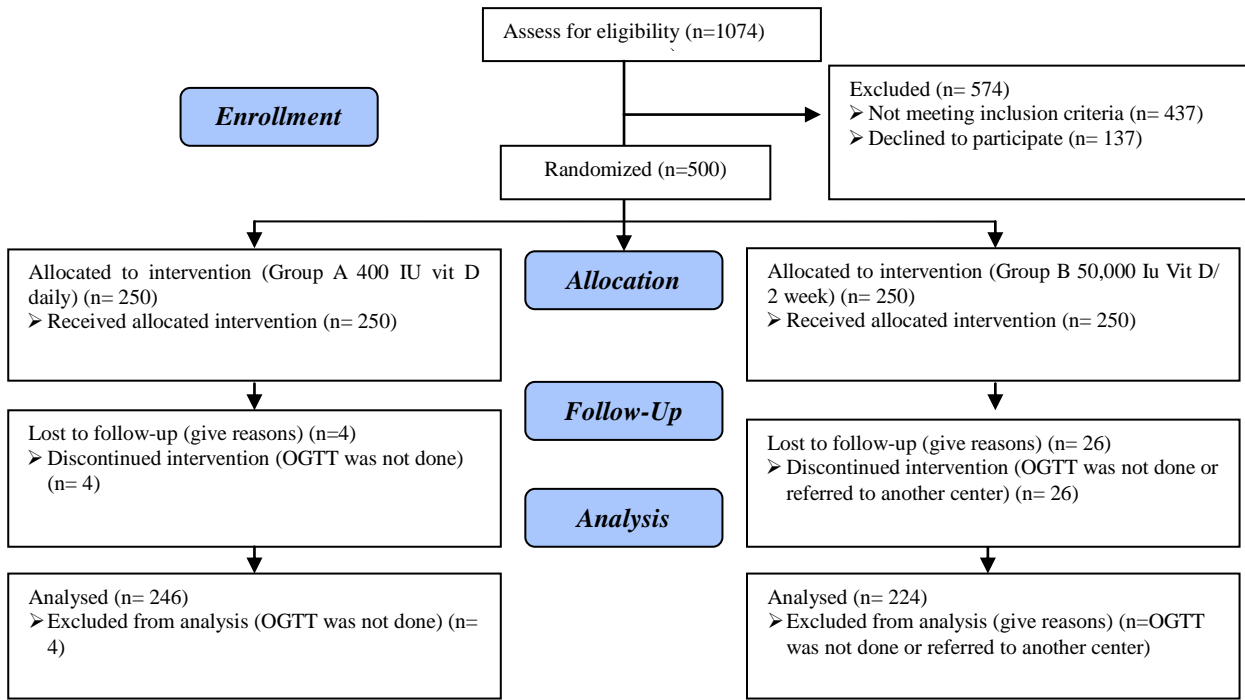 Assess for eligibility (n=1074)
Enrollment
Excluded (n= 574)
➢ Not meeting inclusion criteria (n= 437)
➢ Declined to participate (n= 137)
Randomized (n=500)
Allocated to intervention (Group A 400 IU vit D
daily) (n= 250)
➢ Received allocated intervention (n= 250)
Allocation
Allocated to intervention (Group B 50,000 Iu Vit D/
2 week) (n= 250)
➢ Received allocated intervention (n= 250)
Follow-Up
Lost to follow-up (give reasons) (n=4)
➢ Discontinued intervention (OGTT was not done)
(n= 4)
Lost to follow-up (give reasons) (n= 26)
➢ Discontinued intervention (OGTT was not done or
referred to another center) (n= 26)
Analysis
Analysed (n= 246)
➢ Excluded from analysis (OGTT was not done) (n=
4)
Analysed (n= 224)
➢ Excluded from analysis (give reasons) (n=OGTT
was not done or referred to another center)